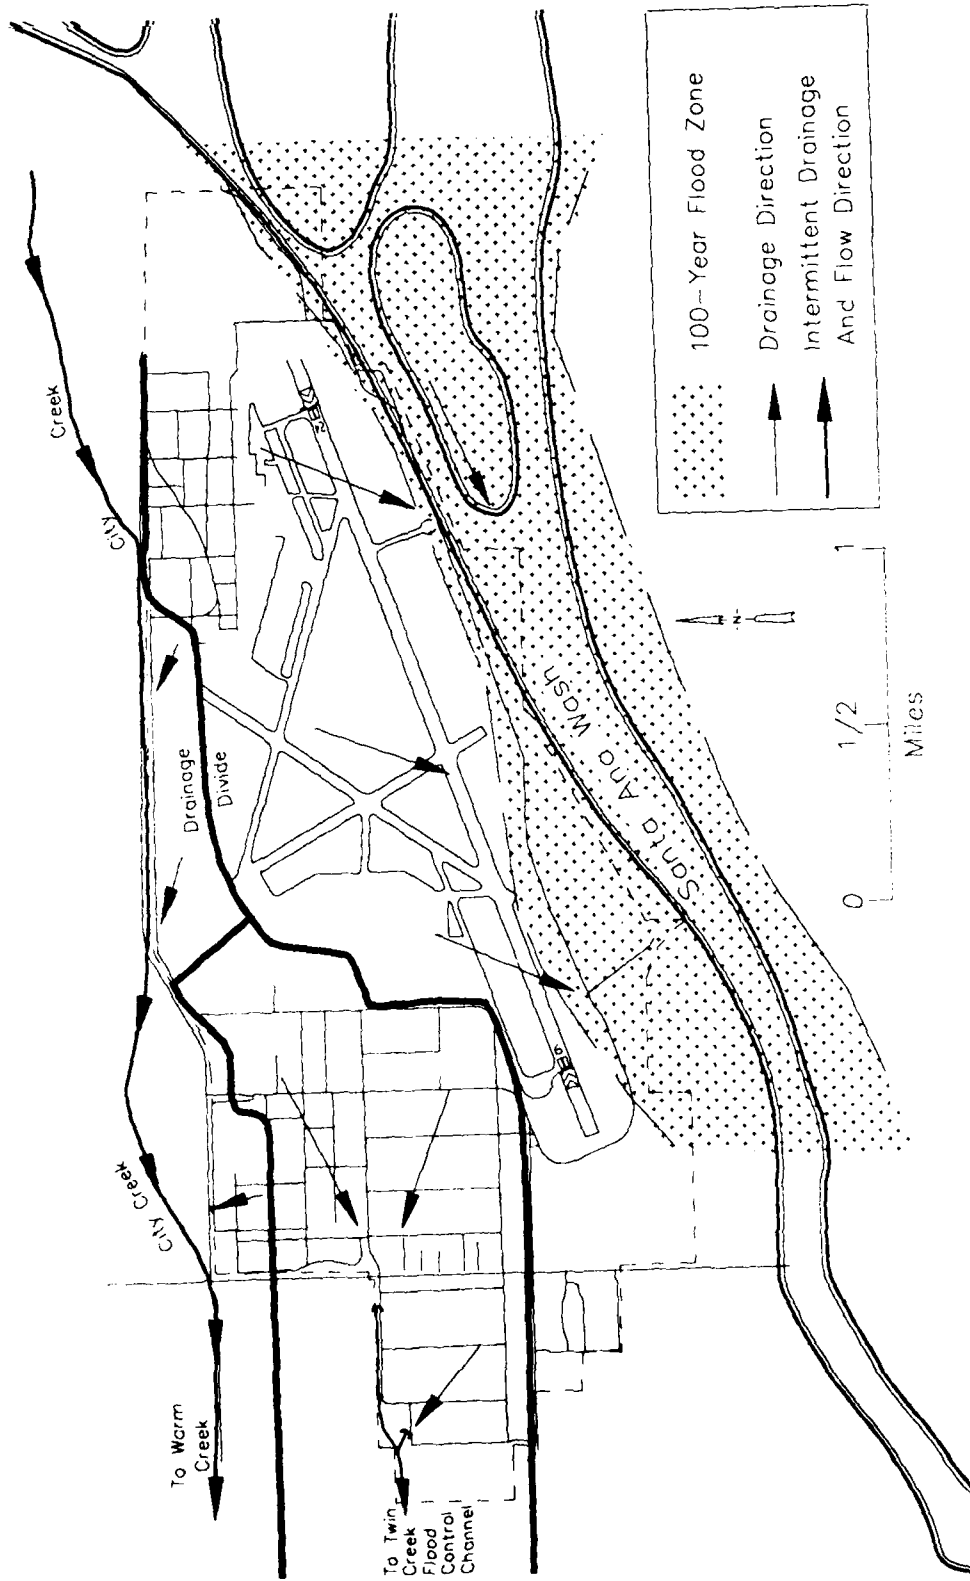 City
Creek
Drainage
Divide
City Creek
To Warm
Creek
To Twin
Creek
Flood
Control
Channel
Santa Ana Wash
N
0
1/2
1
Miles
100-Year Flood Zone
Drainage Direction
Intermittent Drainage
And Flow Direction